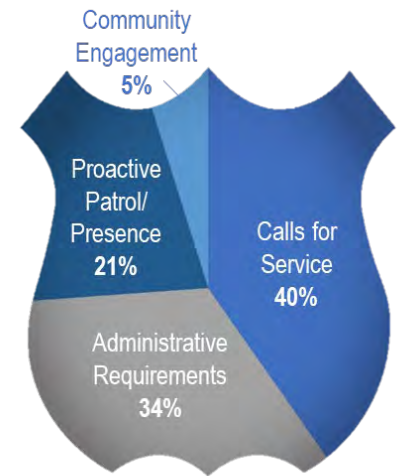 Community
Engagement
5%
Proactive
Patrol/
Presence
21%
Calls for
Service
40%
Administrative
Requirements
34%